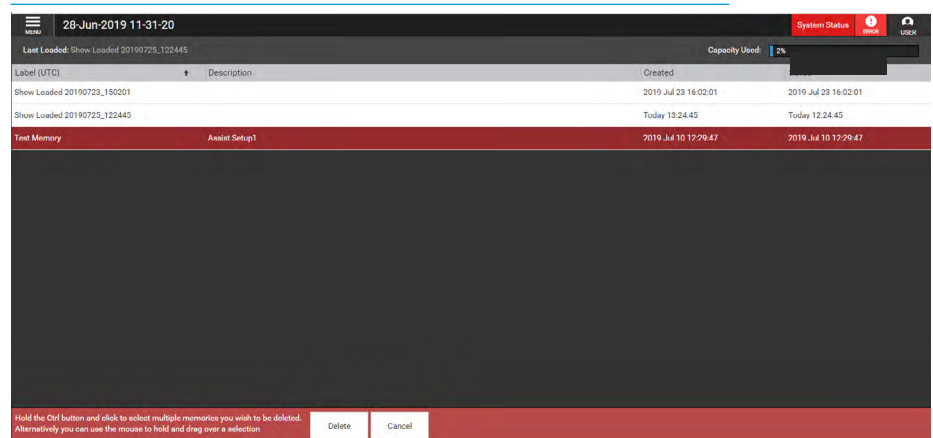 MENU 28-Jun-2019 11-31-20 System Status ERROR USER
Last Loaded: Show Loaded 20190725_122445 Capacity Used: 2%
Label (UTC) Description Created
Show Loaded 20190723_150201 2019 Jul 23 16:02:01 2019 Jul 23 16:02:01
Show Loaded 20190725_122445 Today 13:24:45 Today 12:24:45
Test Memory Assist Setup1 2019 Jul 10 12:29:47 2019 Jul 10 12:29:47
Hold the Ctrl button and click to select multiple memories you wish to be deleted.
Alternatively you can use the mouse to hold and drag over a selection
Delete Cancel